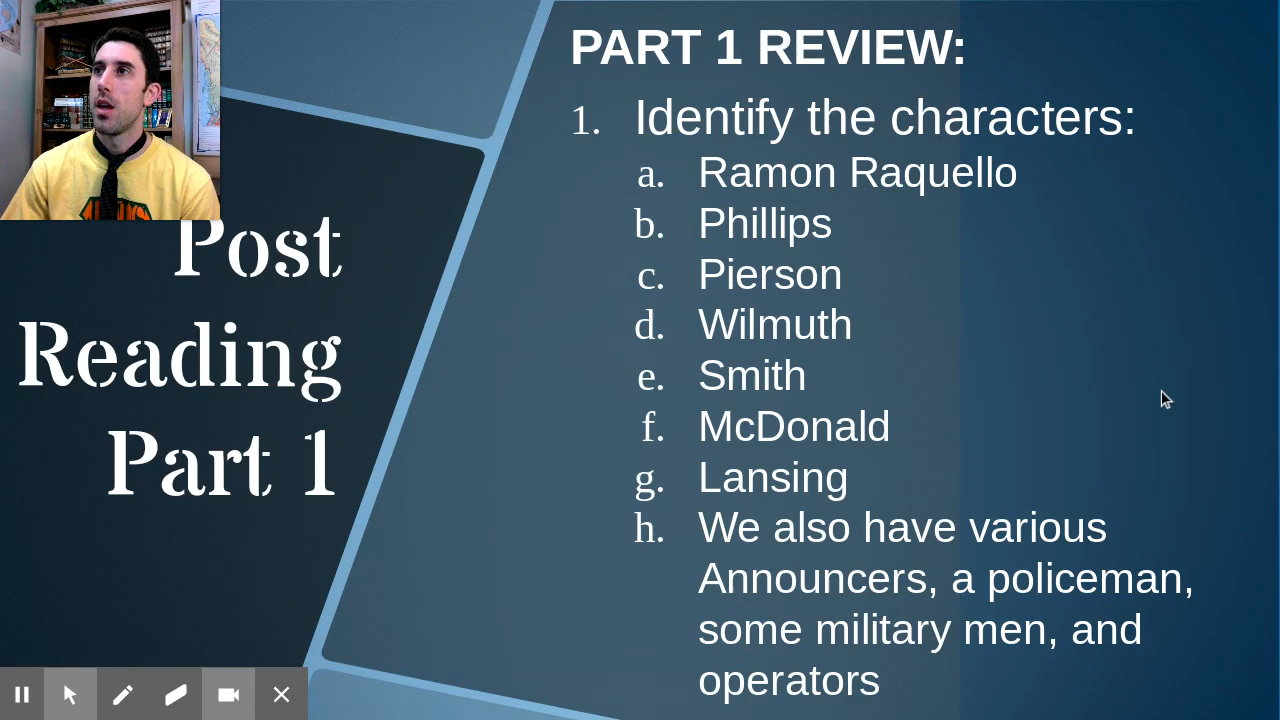 PART 1 REVIEW:
1. Identify the characters:
a. Ramon Raquello
b. Phillips
c. Pierson
d. Wilmuth
e. Smith
f. McDonald
g. Lansing
h. We also have various
Announcers, a policeman,
some military men, and
operators
Post
Reading
Part 1